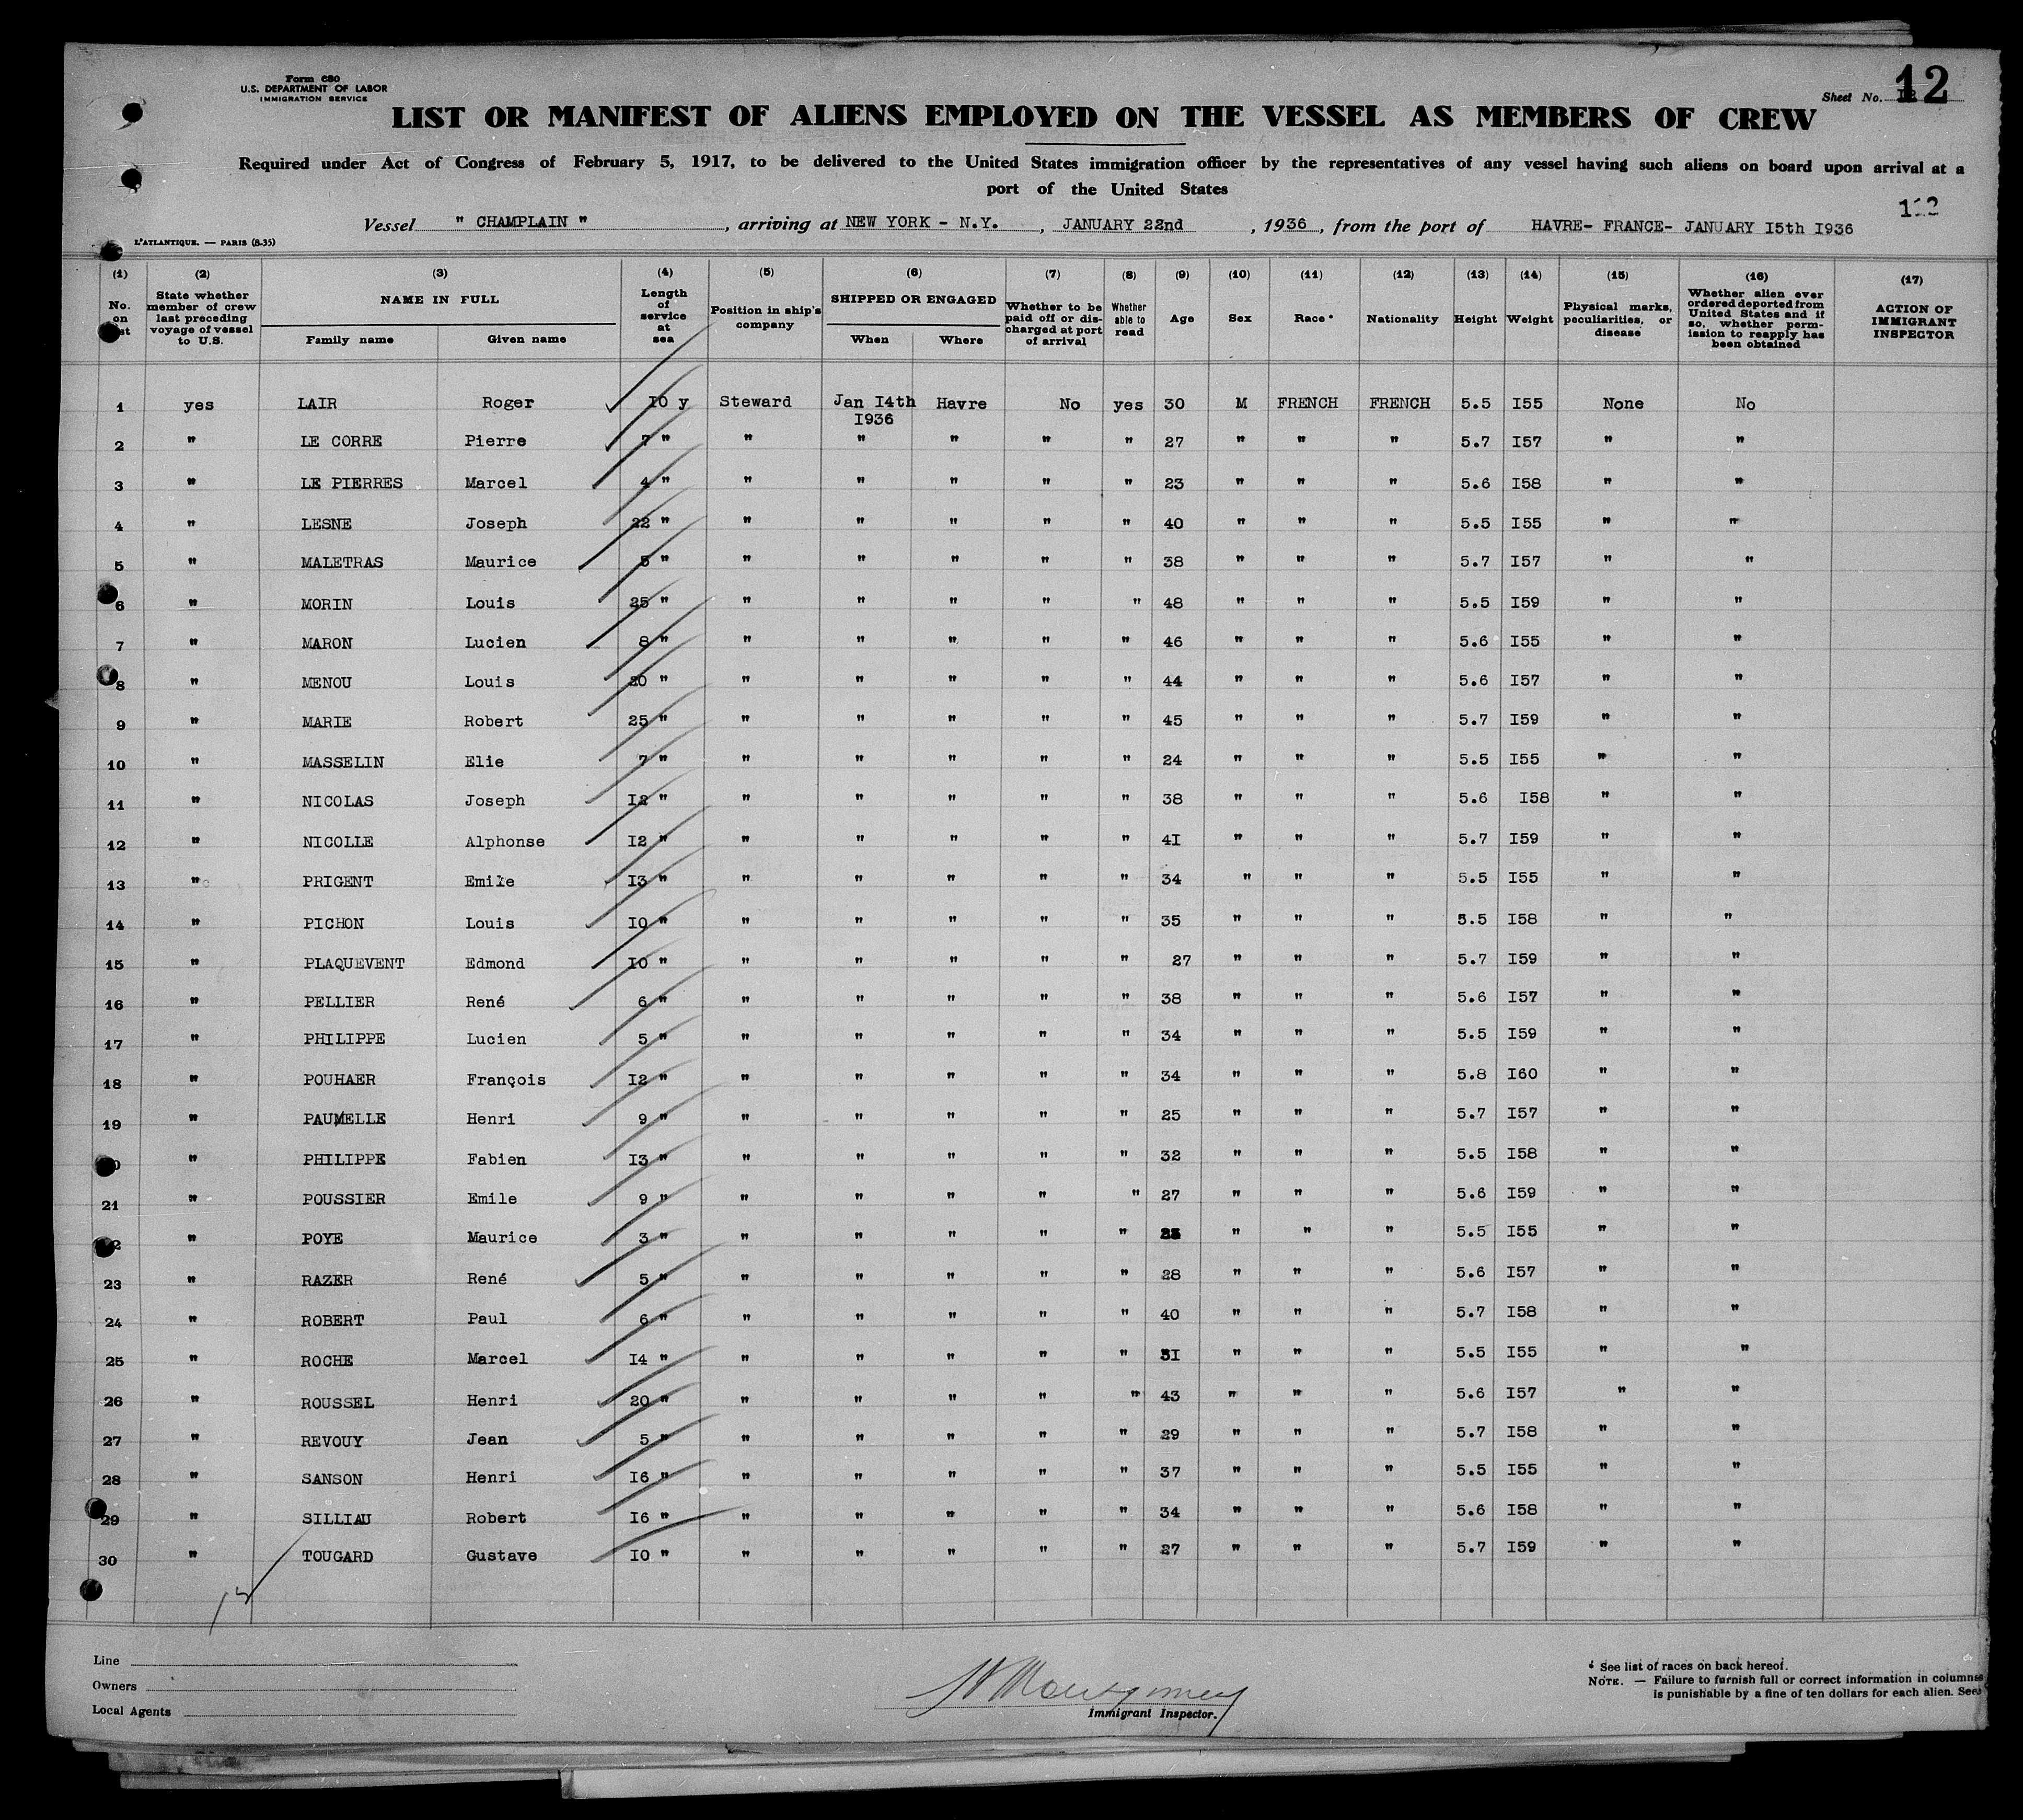 Form 680
U.S. DEPARTMENT OF LABOR
IMMIGRATION SERVICE
Sheet No. 12
LIST OR MANIFEST OF ALIENS EMPLOYED ON THE VESSEL AS MEMBERS OF CREW
Required under Act of Congress of February 5, 1917, to be delivered to the United States immigration officer by the representatives of any vessel having such aliens on board upon arrival at a
port of the United States
Vessel " CHAMPLAIN " , arriving at NEW YORK - N.Y. , JANUARY 22nd , 1936 , from the port of HAVRE- FRANCE- JANUARY I5th I936
L'ATLANTIQUE. — PARIS (8-35)
(1) (2) (3) (4) (5) (6) (7) (8) (9) (10) (11) (12) (13) (14) (15) (16) (17)
No. on State whether member of crew last preceding voyage of vessel to U.S. NAME IN FULL Family name Given name Length of service at sea Position in ship's company SHIPPED OR ENGAGED When Where Whether to be paid off or discharged at port of arrival Whether able to read Age Sex Race * Nationality Height Weight Physical marks, peculiarities, or disease Whether alien ever ordered deported from United States and if so, whether permission to reapply has been obtained ACTION OF IMMIGRANT INSPECTOR
1 yes LAIR Roger I0 y Steward Jan I4th I936 Havre No yes 30 M FRENCH FRENCH 5.5 I55 None No
2 " LE CORRE Pierre 7 " " " " " " 27 " " " 5.7 I57 " "
3 " LE PIERRES Marcel 4 " " " " " " 23 " " " 5.6 I58 " "
4 " LESNE Joseph 22 " " " " " " 40 " " " 5.5 I55 " "
5 " MALETRAS Maurice 5 " " " " " " 38 " " " 5.7 I57 " "
6 " MORIN Louis 25 " " " " " " 48 " " " 5.5 I59 " "
7 " MARON Lucien 8 " " " " " " 46 " " " 5.6 I55 " "
8 " MENOU Louis 20 " " " " " " 44 " " " 5.6 I57 " "
9 " MARIE Robert 25 " " " " " " 45 " " " 5.7 I59 " "
10 " MASSELIN Elie 7 " " " " " " 24 " " " 5.5 I55 " "
11 " NICOLAS Joseph I2 " " " " " " 38 " " " 5.6 I58 " "
12 " NICOLLE Alphonse I2 " " " " " " 4I " " " 5.7 I59 " "
13 " PRIGENT Emile I3 " " " " " " 34 " " " 5.5 I55 " "
14 " PICHON Louis I0 " " " " " " 35 " " " 5.5 I58 " "
15 " PLAQUEVENT Edmond I0 " " " " " " 27 " " " 5.7 I59 " "
16 " PELLIER René 6 " " " " " " 38 " " " 5.6 I57 " "
17 " PHILIPPE Lucien 5 " " " " " " 34 " " " 5.5 I59 " "
18 " POUHAER François I2 " " " " " " 34 " " " 5.8 I60 " "
19 " PAUMELLE Henri 9 " " " " " " 25 " " " 5.7 I57 " "
PHILIPPE Fabien I3 " " " " " " 32 " " " 5.5 I58 " "
21 " POUSSIER Emile 9 " " " " " " 27 " " " 5.6 I59 " "
2 " POYE Maurice 3 " " " " " " " " " 5.5 I55 " "
23 " RAZER René 5 " " " " " " 28 " " " 5.6 I57 " "
24 " ROBERT Paul 6 " " " " " " 40 " " " 5.7 I58 " "
25 " ROCHE Marcel I4 " " " " " " 3I " " " 5.5 I55 " "
26 " ROUSSEL Henri 20 " " " " " " 43 " " " 5.6 I57 " "
27 " REVOUY Jean 5 " " " " " " 29 " " " 5.7 I58 " "
28 " SANSON Henri I6 " " " " " " 37 " " " 5.5 I55 " "
29 " SILLIAU Robert I6 " " " " " " 34 " " " 5.6 I58 " "
30 " TOUGARD Gustave I0 " " " " " " 27 " " " 5.7 I59 " "
Line
Owners
Local Agents
Montgomery
Immigrant Inspector.
* See list of races on back hereof.
NOTE. — Failure to furnish full or correct information in columns
is punishable by a fine of ten dollars for each alien. See